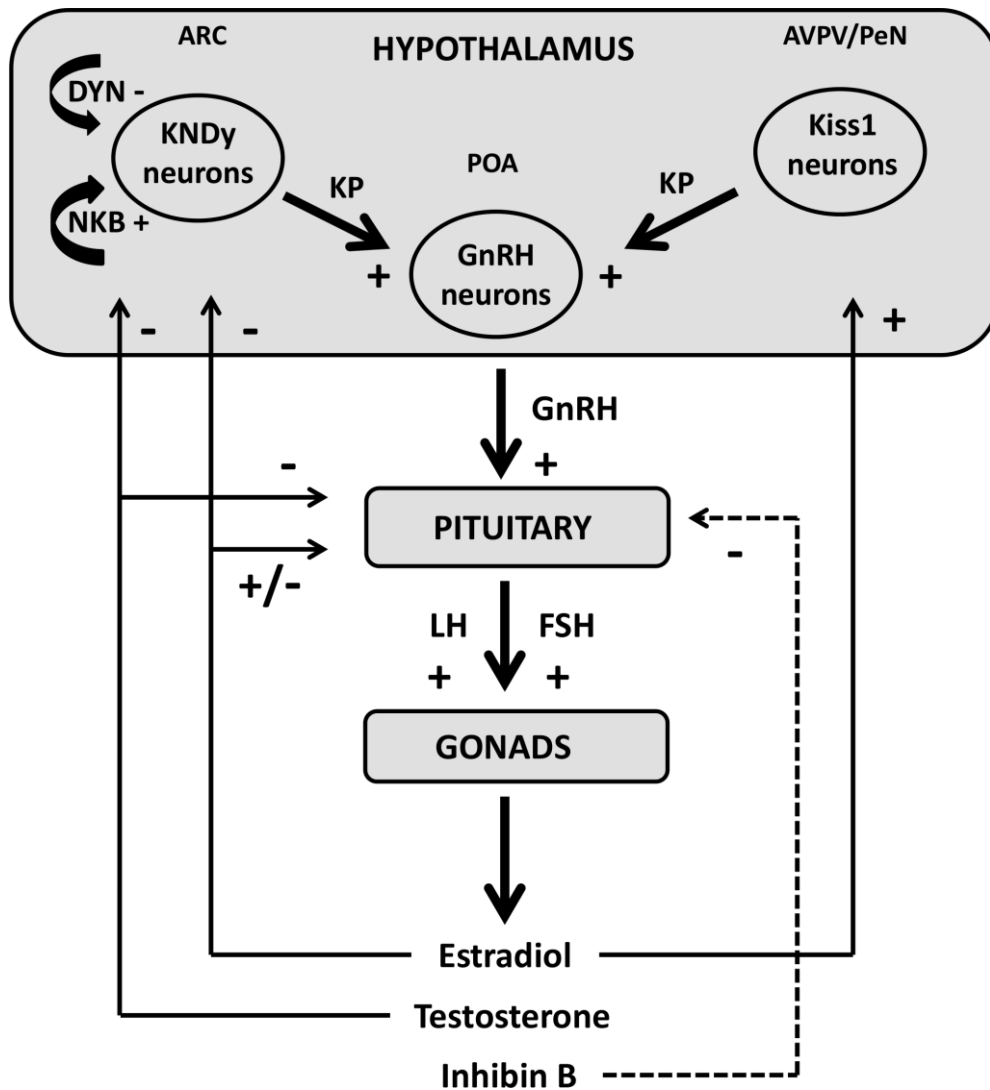 ARC
HYPOTHALAMUS
AVPV/PeN
DYN -
KNDy
neurons
Kiss1
neurons
POA
KP
KP
NKB +
GnRH
neurons
+
+
-
-
+
GnRH
+
-
PITUITARY
-
+/-
LH
FSH
+
+
GONADS
Estradiol
Testosterone
Inhibin B